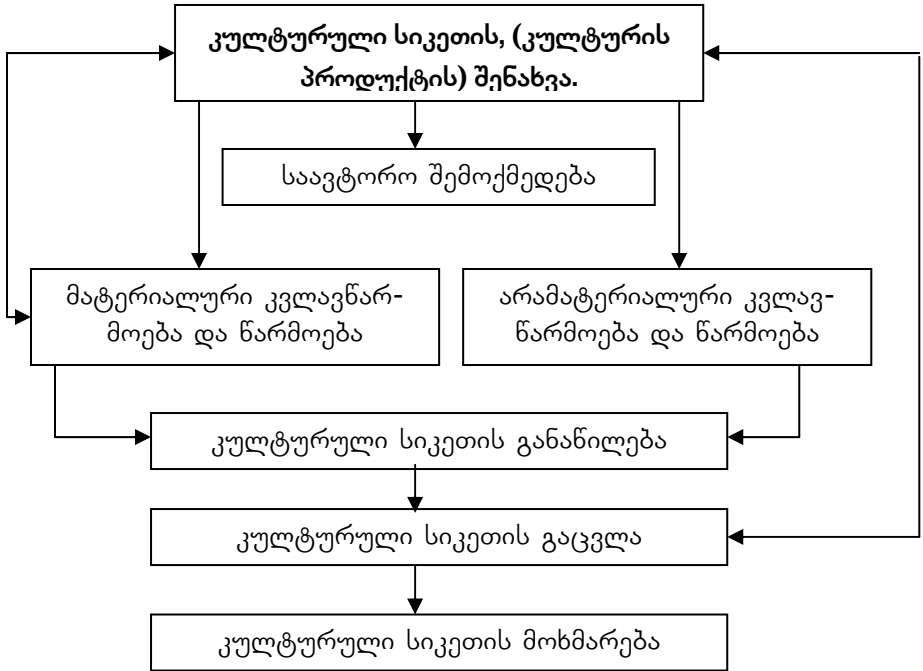 კულტურული სიკეთის, (კულტურის
პროდუქტის) შენახვა.
საავტორო შემოქმედება
მატერიალური კვლავწარ-
მოება და წარმოება
არამატერიალური კვლავ-
წარმოება და წარმოება
კულტურული სიკეთის განაწილება
კულტურული სიკეთის გაცვლა
კულტურული სიკეთის მოხმარება